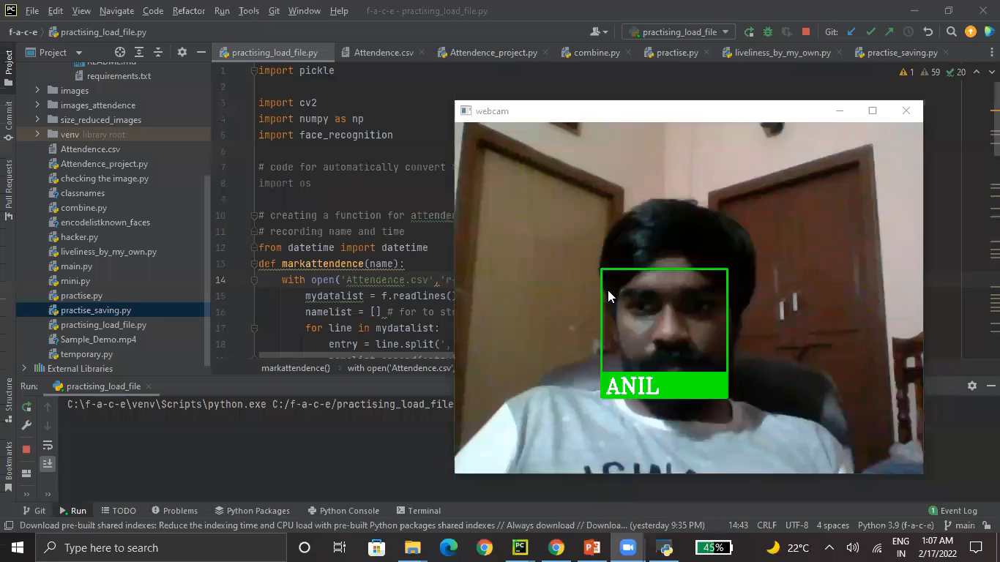 PC File Edit View Navigate Code Refactor Run Tools Git Window Help f-a-c-e - practising_load_file.py
f-a-c-e practising_load_file.py practising_load_file Git:
Project practising_load_file.py Attendence.csv Attendence_project.py combine.py practise.py liveliness_by_my_own.py practise_saving.py
requirements.txt
images
images_attendence
size_reduced_images
venv library root
Attendence.csv
Attendence_project.py
checking the image.py
classnames
combine.py
encodelistknown_faces
hacker.py
liveliness_by_my_own.py
main.py
mini.py
practise.py
practise_saving.py
practising_load_file.py
Sample_Demo.mp4
temporary.py
External Libraries
Project
Commit
Pull Requests
Structure
Bookmarks
1 import pickle
2
3 import cv2
4 import numpy as np
5
6 import face_recognition
7 # code for automatically convert
8 import os
9
10 # creating a function for attenden
11 # recording name and time
12 from datetime import datetime
13 def markattendence(name):
14 with open('Attendence.csv','r
15 mydatalist = f.readlines()
16 namelist = [] # for to st
17 for line in mydatalist:
18 entry = line.split(',
markattendence() with open('Attendence.csv',
1 59 20
webcam
ANIL
Run: practising_load_file
C:\f-a-c-e\venv\Scripts\python.exe C:/f-a-c-e/practising_load_file
Git Run TODO Problems Python Packages Python Console Terminal 1 Event Log
Download pre-built shared indexes: Reduce the indexing time and CPU load with pre-built Python packages shared indexes // Always download // Downloa... (yesterday 9:35 PM) 14:43 CRLF UTF-8 4 spaces Python 3.9 (f-a-c-e) main
Type here to search 45% 22°C ENG IN 1:07 AM 2/17/2022